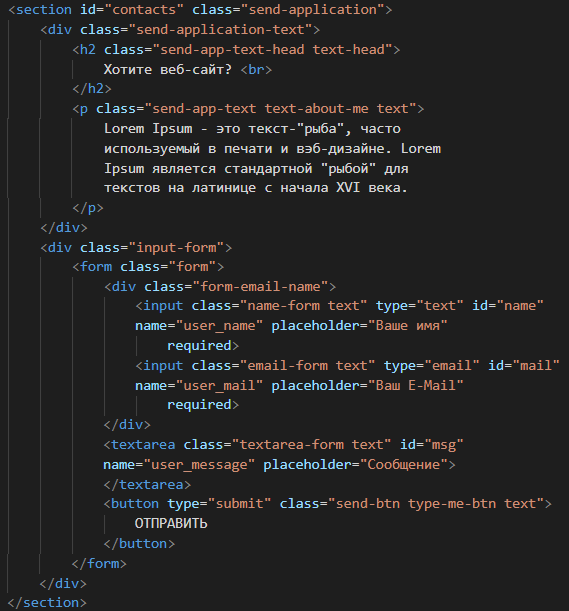 <section id="contacts" class="send-application">
<div class="send-application-text">
<h2 class="send-app-text-head text-head">
Хотите веб-сайт? <br>
</h2>
<p class="send-app-text text-about-me text">
Lorem Ipsum - это текст-"рыба", часто
используемый в печати и вэб-дизайне. Lorem
Ipsum является стандартной "рыбой" для
текстов на латинице с начала XVI века.
</p>
</div>
<div class="input-form">
<form class="form">
<div class="form-email-name">
<input class="name-form text" type="text" id="name"
name="user_name" placeholder="Ваше имя"
required>
<input class="email-form text" type="email" id="mail"
name="user_mail" placeholder="Ваш E-Mail"
required>
</div>
<textarea class="textarea-form text" id="msg"
name="user_message" placeholder="Сообщение">
</textarea>
<button type="submit" class="send-btn type-me-btn text">
ОТПРАВИТЬ
</button>
</form>
</div>
</section>